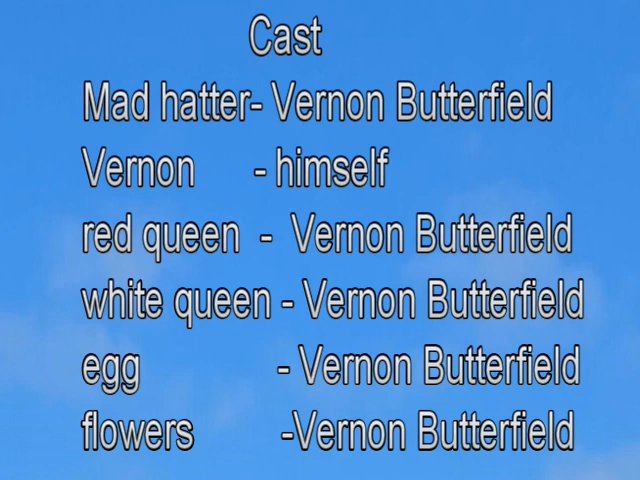 Cast
Mad hatter- Vernon Butterfield
Vernon - himself
red queen - Vernon Butterfield
white queen - Vernon Butterfield
egg - Vernon Butterfield
flowers -Vernon Butterfield